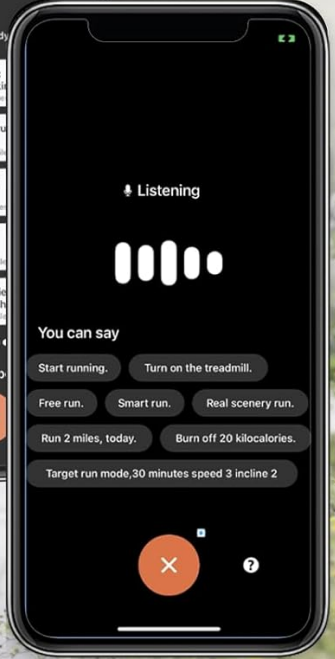 Listening
You can say
Start running. Turn on the treadmill.
Free run. Smart run. Real scenery run.
Run 2 miles, today. Burn off 20 kilocalories.
Target run mode,30 minutes speed 3 incline 2
?